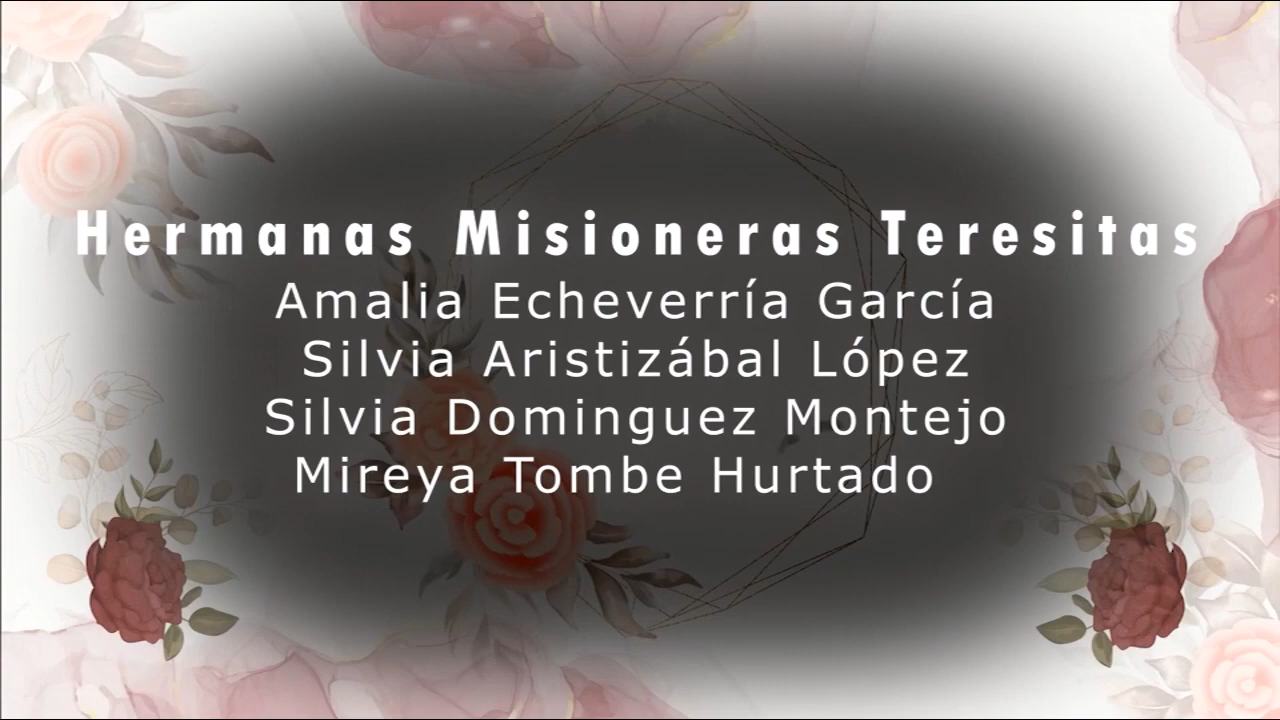 Hermanas Misioneras Teresitas
Amalia Echeverría García
Silvia Aristizábal López
Silvia Dominguez Montejo
Mireya Tombe Hurtado